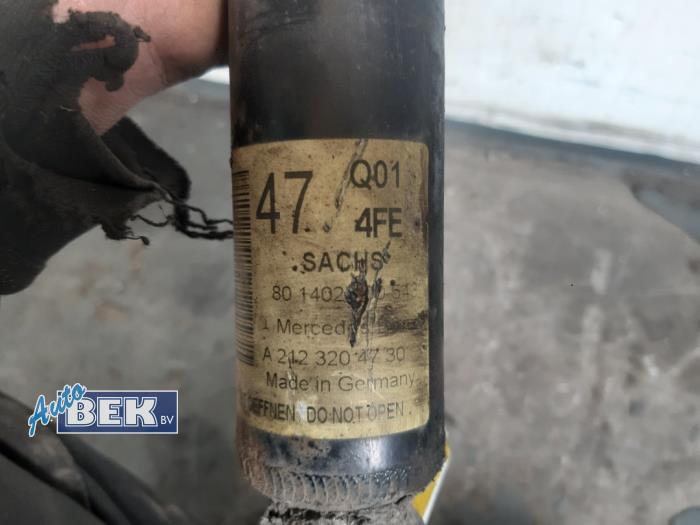 47 Q01
4FE
SACHS
80 1402
Mercedes
A 212 320 47 30
Made in Germany
DO NOT OPEN
Auto
BEK BV